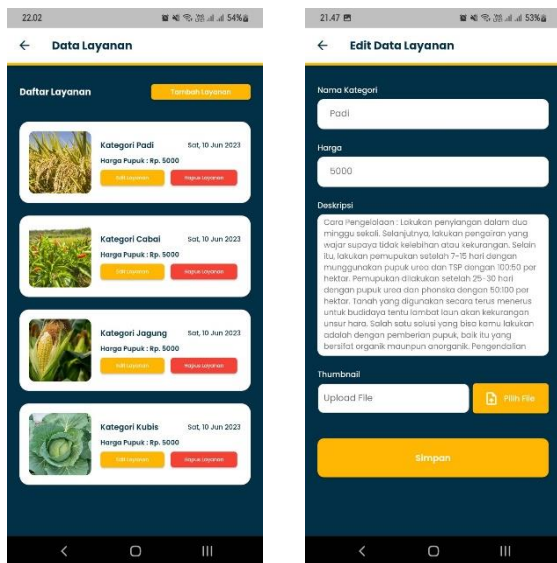 22.02
54%
Data Layanan
Daftar Layanan
Tambah Layanan
Kategori Padi
Sat, 10 Jun 2023
Harga Pupuk : Rp. 5000
Edit Layanan
Hapus Layanan
Kategori Cabai
Sat, 10 Jun 2023
Harga Pupuk : Rp. 5000
Edit Layanan
Hapus Layanan
Kategori Jagung
Sat, 10 Jun 2023
Harga Pupuk : Rp. 5000
Edit Layanan
Hapus Layanan
Kategori Kubis
Sat, 10 Jun 2023
Harga Pupuk : Rp. 5000
Edit Layanan
Hapus Layanan
21.47
53%
Edit Data Layanan
Nama Kategori
Padi
Harga
5000
Deskripsi
Cara Pengelolaan : Lakukan penyiangan dalam dua
minggu sekali. Selanjutnya, lakukan pengairan yang
wajar supaya tidak kelebihan atau kekurangan. Selain
itu, lakukan pemupukan setelah 7-15 hari dengan
munggunakan pupuk urea dan TSP dengan 100:50 per
hektar. Pemupukan dilakukan setelah 25-30 hari
dengan pupuk urea dan phonska dengan 50:100 per
hektar. Tanah yang digunakan secara terus menerus
untuk budidaya tentu lambat laun akan kekurangan
unsur hara. Salah satu solusi yang bisa kamu lakukan
adalah dengan pemberian pupuk, baik itu yang
bersifat organik maupun anorganik. Pengendalian
Thumbnail
Upload File
Pilih File
Simpan